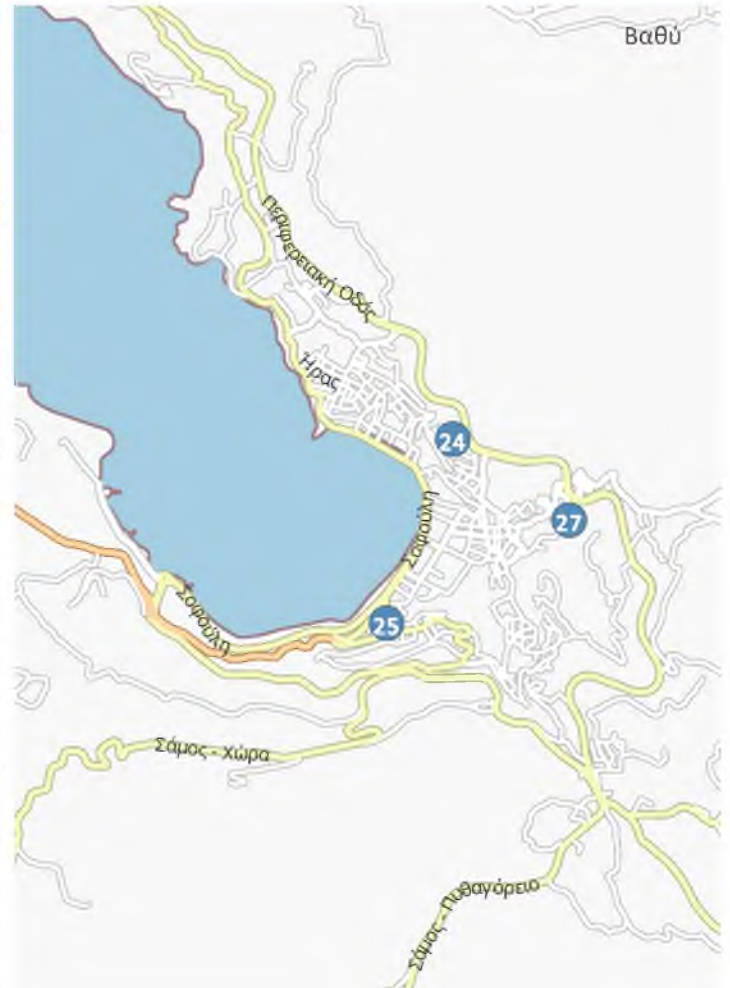 Βαθύ
Περιφερειακή Οδός
Ήρας
24
Σοφούλη
27
25
Σοφούλη
Σάμος - Χώρα
Σάμος - Πυθαγόρειο